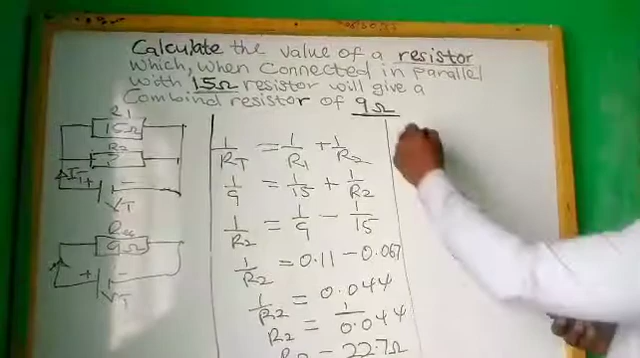 Calculate the value of a resistor
which, when connected in parallel
with 15Ω resistor will give a
Combind resistor of 9Ω
R1
15Ω
R2
?
IT
+ -
VT
9Ω
+ -
VT
1/RT = 1/R1 + 1/R2
1/9 = 1/15 + 1/R2
1/R2 = 1/9 - 1/15
1/R2 = 0.11 - 0.067
1/R2 = 0.044
R2 = 1/0.044
R2 = 22.7Ω